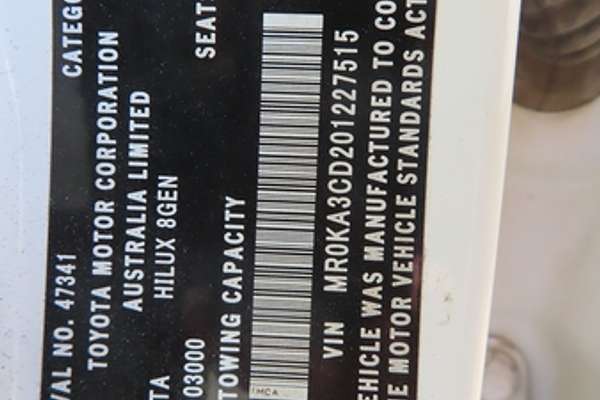 VAL NO. 47341 CATEGO
TOYOTA MOTOR CORPORATION
AUSTRALIA LIMITED
TA HILUX 8GEN
03000 SEAT
TOWING CAPACITY
VIN MR0KA3CD201227515
EHICLE WAS MANUFACTURED TO CO
E MOTOR VEHICLE STANDARDS ACT